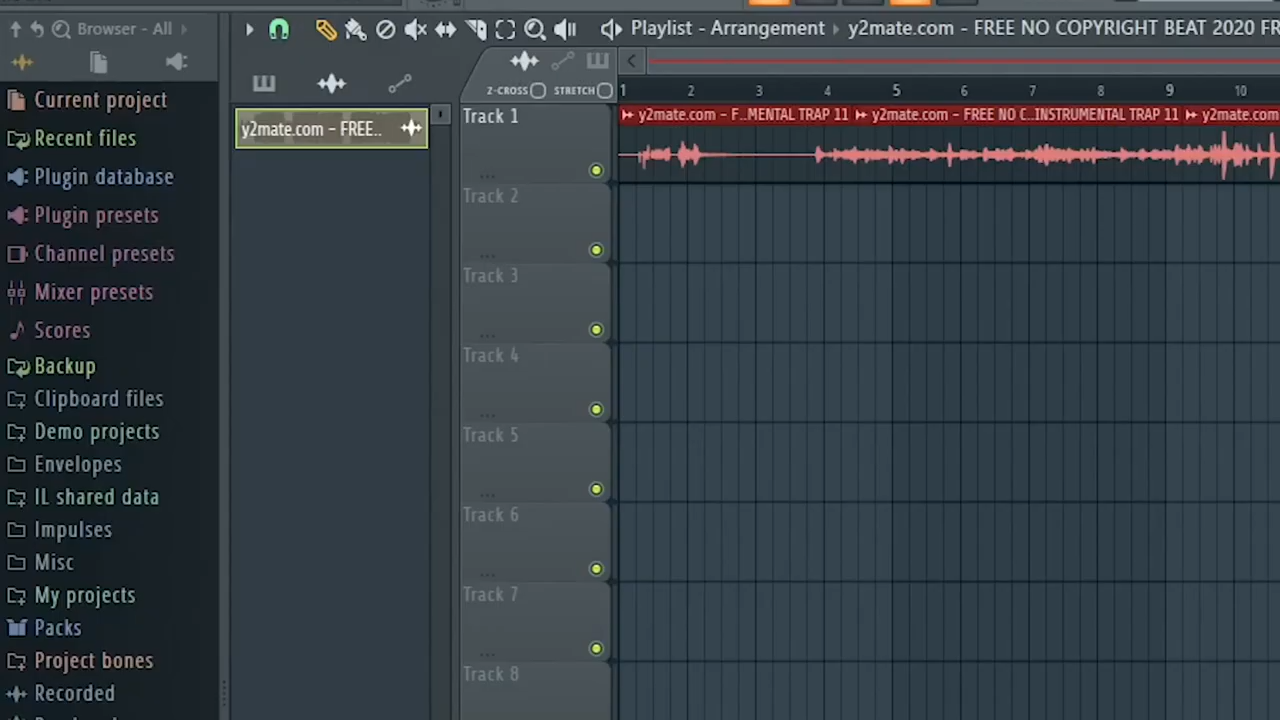 Browser - All
Playlist - Arrangement › y2mate.com - FREE NO COPYRIGHT BEAT 2020 FR
Z-CROSS STRETCH
1 2 3 4 5 6 7 8 9 10
Current project
Recent files
Plugin database
Plugin presets
Channel presets
Mixer presets
Scores
Backup
Clipboard files
Demo projects
Envelopes
IL shared data
Impulses
Misc
My projects
Packs
Project bones
Recorded
y2mate.com - FREE..
Track 1
y2mate.com - F..MENTAL TRAP 11
y2mate.com - FREE NO C..INSTRUMENTAL TRAP 11
y2mate.com
Track 2
Track 3
Track 4
Track 5
Track 6
Track 7
Track 8